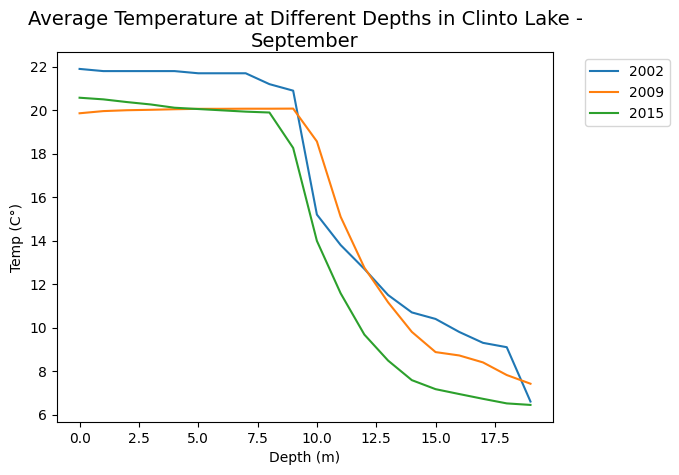 Average Temperature at Different Depths in Clinto Lake -
September
2002
2009
2015
Temp (C°)
22
20
18
16
14
12
10
8
6
0.0 2.5 5.0 7.5 10.0 12.5 15.0 17.5
Depth (m)